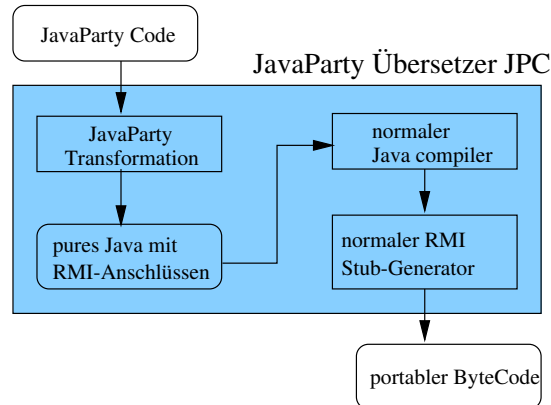 JavaParty Code
JavaParty Übersetzer JPC
JavaParty
Transformation
pures Java mit
RMI-Anschlüssen
normaler
Java compiler
normaler RMI
Stub-Generator
portabler ByteCode